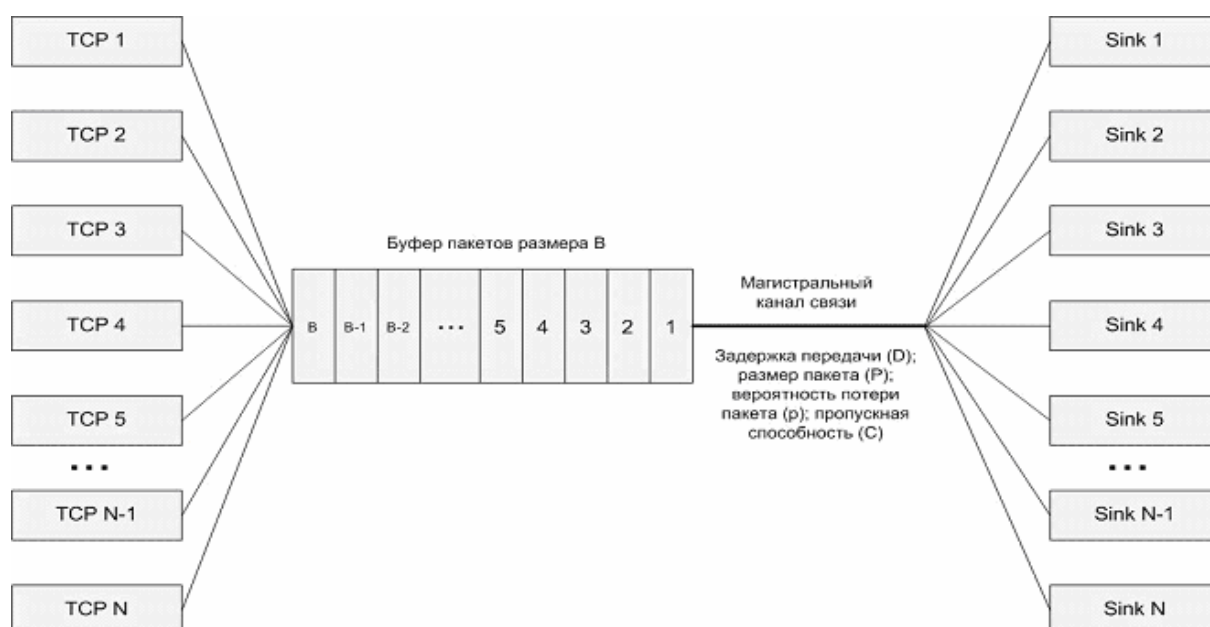 TCP 1
TCP 2
TCP 3
TCP 4
TCP 5
...
TCP N-1
TCP N
Буфер пакетов размера B
B B-1 B-2 ... 5 4 3 2 1
Магистральный
канал связи
Задержка передачи (D);
размер пакета (P);
вероятность потери
пакета (p); пропускная
способность (C)
Sink 1
Sink 2
Sink 3
Sink 4
Sink 5
...
Sink N-1
Sink N